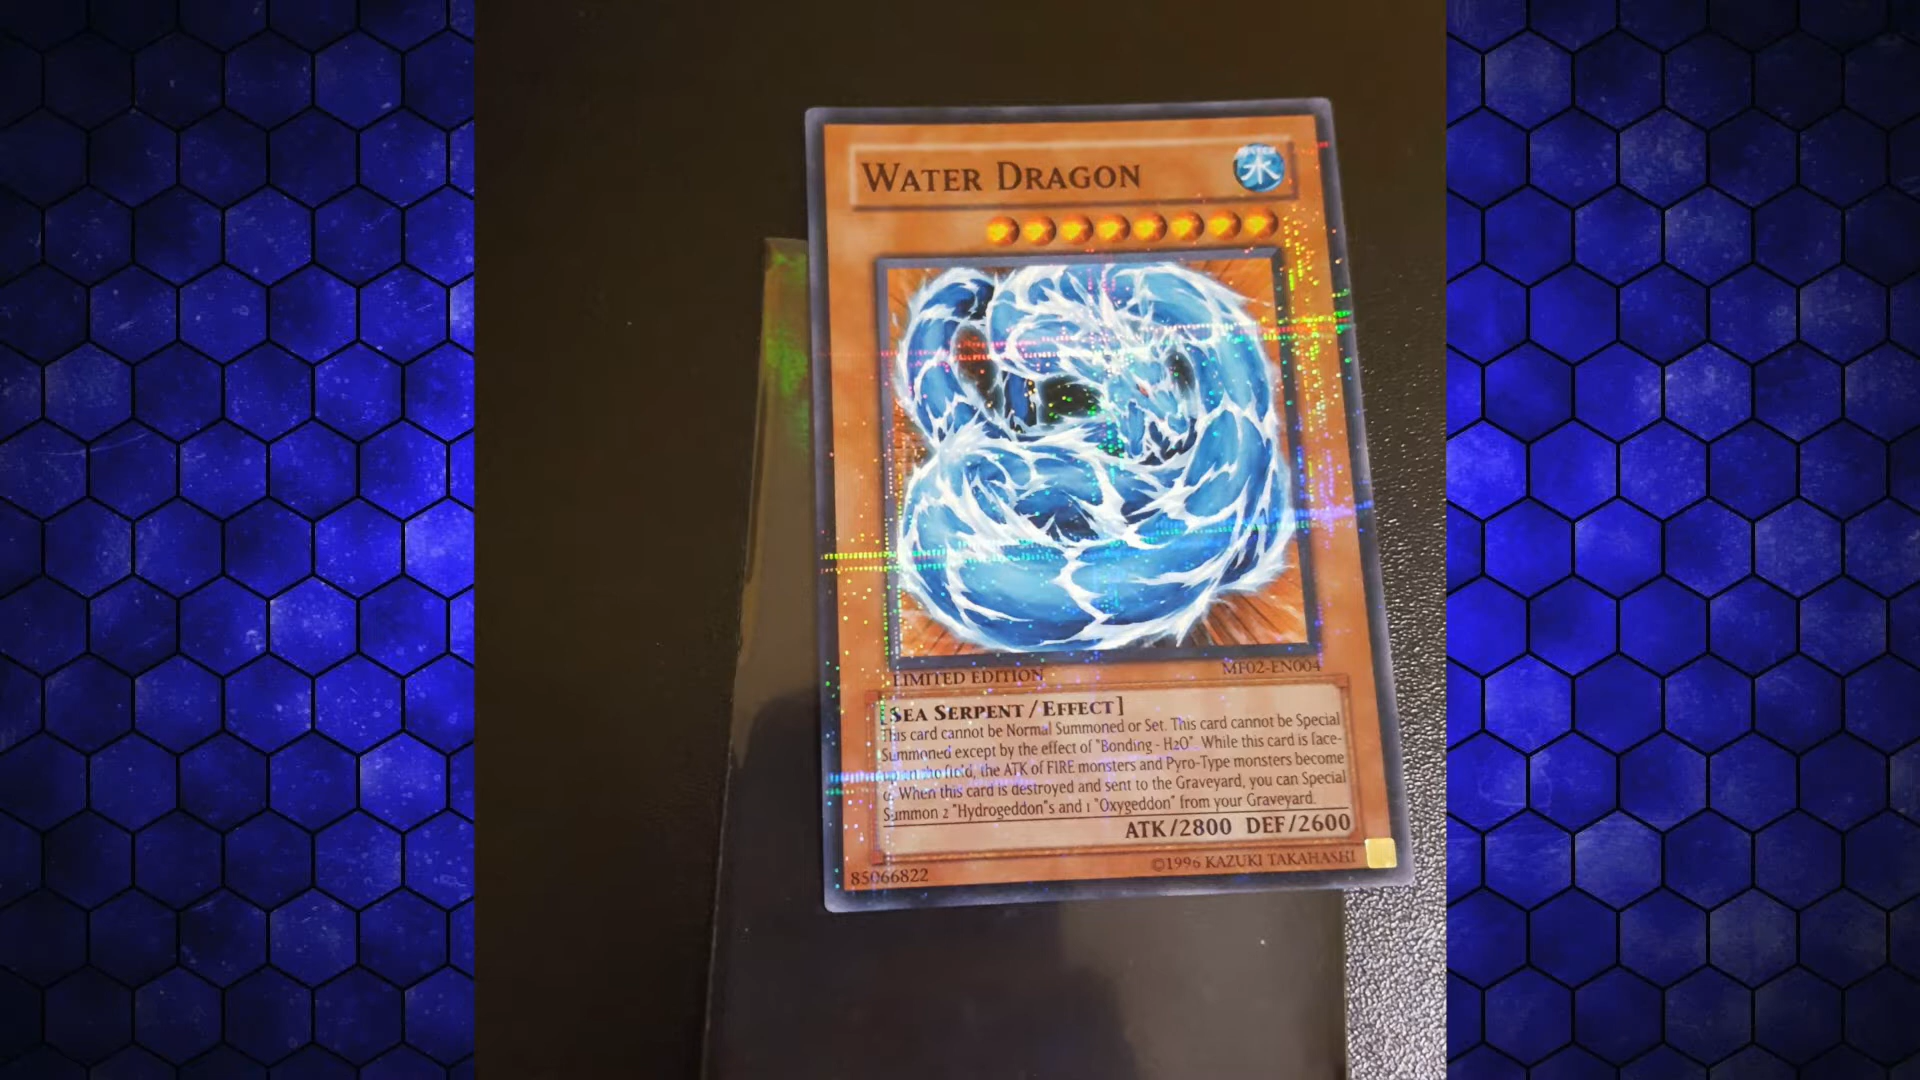 WATER DRAGON
水
LIMITED EDITION
MF02-EN004
[SEA SERPENT / EFFECT]
This card cannot be Normal Summoned or Set. This card cannot be Special
Summoned except by the effect of "Bonding - H2O". While this card is face-
the field, the ATK of FIRE monsters and Pyro-Type monsters become
0. When this card is destroyed and sent to the Graveyard, you can Special
Summon 2 "Hydrogeddon"s and 1 "Oxygeddon" from your Graveyard.
ATK/2800 DEF/2600
85066822
©1996 KAZUKI TAKAHASHI